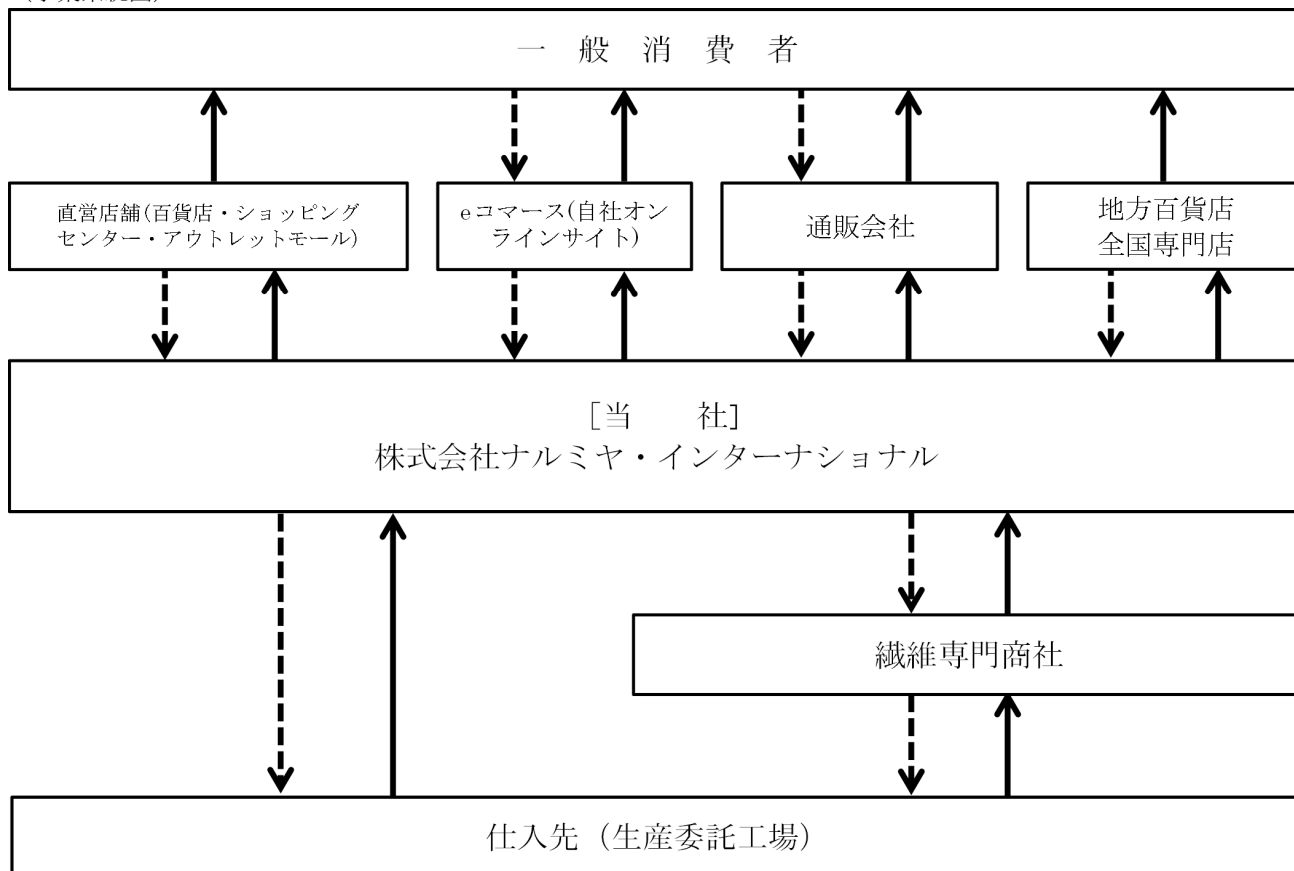 一 般 消 費 者
直営店舗(百貨店・ショッピング
センター・アウトレットモール)
eコマース(自社オン
ラインサイト)
通販会社
地方百貨店
全国専門店
[当　　社]
株式会社ナルミヤ・インターナショナル
繊維専門商社
仕入先（生産委託工場）